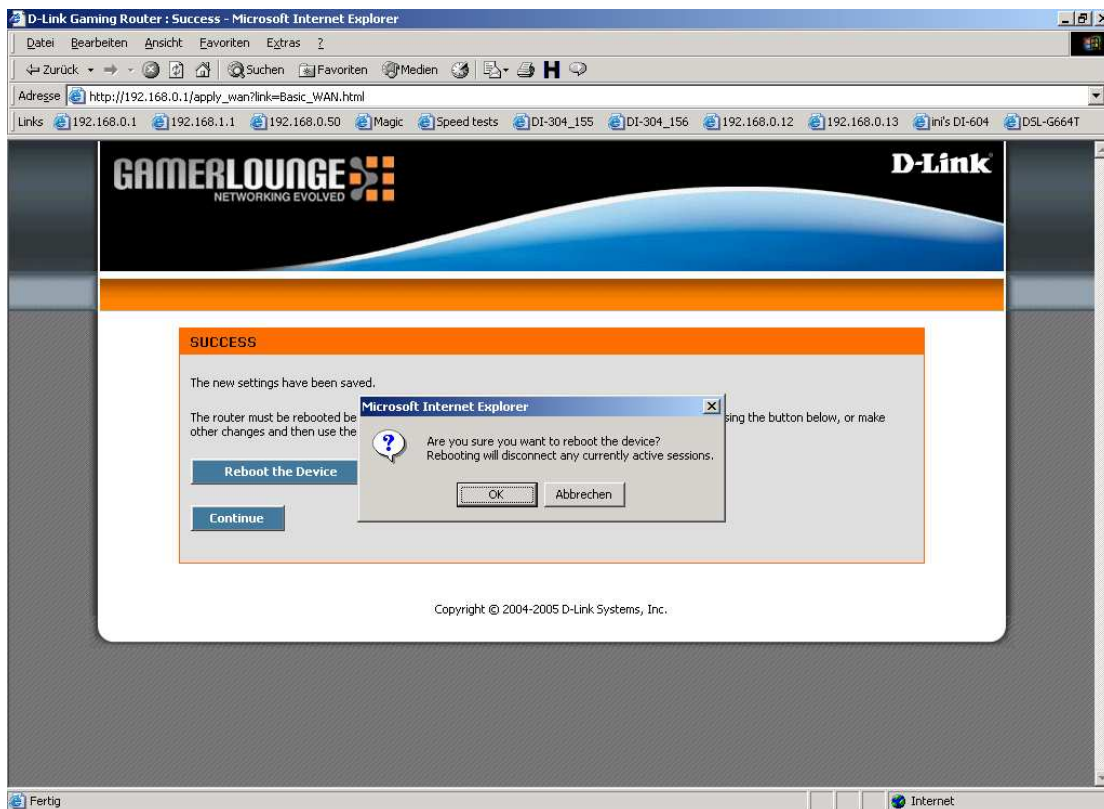 D-Link Gaming Router : Success - Microsoft Internet Explorer
Datei Bearbeiten Ansicht Favoriten Extras ?
Zurück Suchen Favoriten Medien H
Adresse http://192.168.0.1/apply_wan?link=Basic_WAN.html
Links 192.168.0.1 192.168.1.1 192.168.0.50 Magic Speed tests DI-304_155 DI-304_156 192.168.0.12 192.168.0.13 ini's DI-604 DSL-G664T
GAMERLOUNGE D-Link
NETWORKING EVOLVED
SUCCESS
The new settings have been saved.
Microsoft Internet Explorer
The router must be rebooted be sing the button below, or make
other changes and then use the
Are you sure you want to reboot the device?
Rebooting will disconnect any currently active sessions.
Reboot the Device
OK Abbrechen
Continue
Copyright © 2004-2005 D-Link Systems, Inc.
Fertig Internet